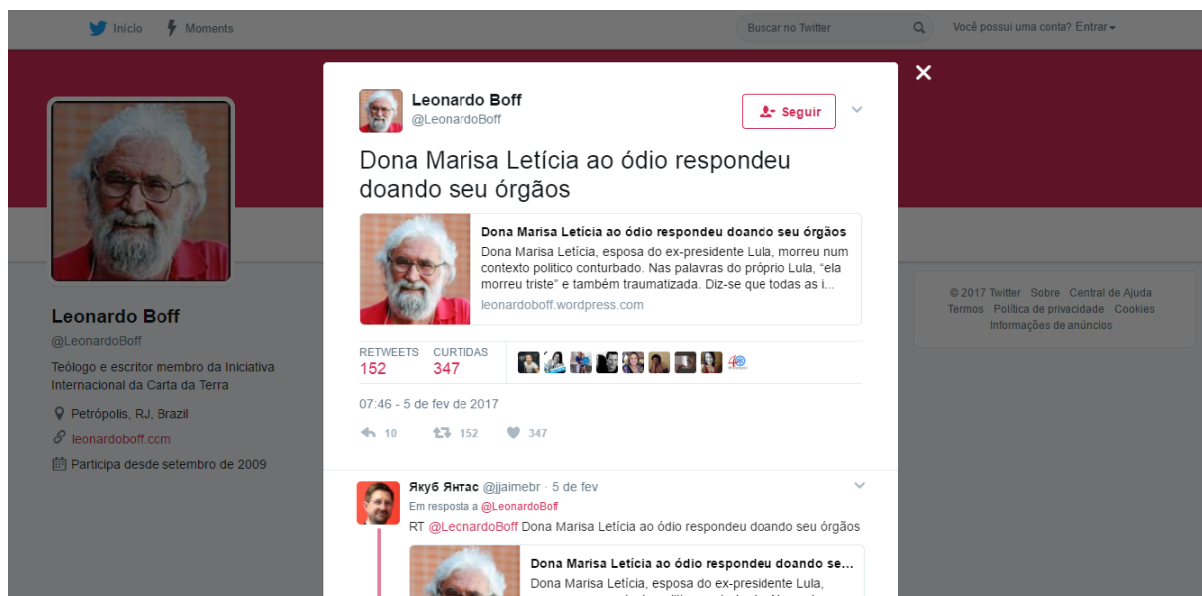 Início
Moments
Buscar no Twitter
Você possui uma conta? Entrar
Leonardo Boff
@LeonardoBoff
Seguir
Dona Marisa Letícia ao ódio respondeu
doando seu órgãos
Dona Marisa Letícia ao ódio respondeu doando seu órgãos
Dona Marisa Letícia, esposa do ex-presidente Lula, morreu num
contexto politico conturbado. Nas palavras do próprio Lula, “ela
morreu triste” e também traumatizada. Diz-se que todas as i...
leonardoboff.wordpress.com
RETWEETS CURTIDAS
152 347
07:46 - 5 de fev de 2017
10 152 347
Якуб Янтас @jjaimebr · 5 de fev
Em resposta a @LeonardoBoff
RT @LecnardoBoff Dona Marisa Letícia ao ódio respondeu doando seu órgãos
Dona Marisa Letícia ao ódio respondeu doando se...
Dona Marisa Letícia, esposa do ex-presidente Lula,
Leonardo Boff
@LeonardoBoff
Teólogo e escritor membro da Iniciativa
Internacional da Carta da Terra
Petrópolis, RJ, Brazil
leonardoboff.ccm
Participa desde setembro de 2009
© 2017 Twitter Sobre Central de Ajuda
Termos Política de privacidade Cookies
Informações de anúncios